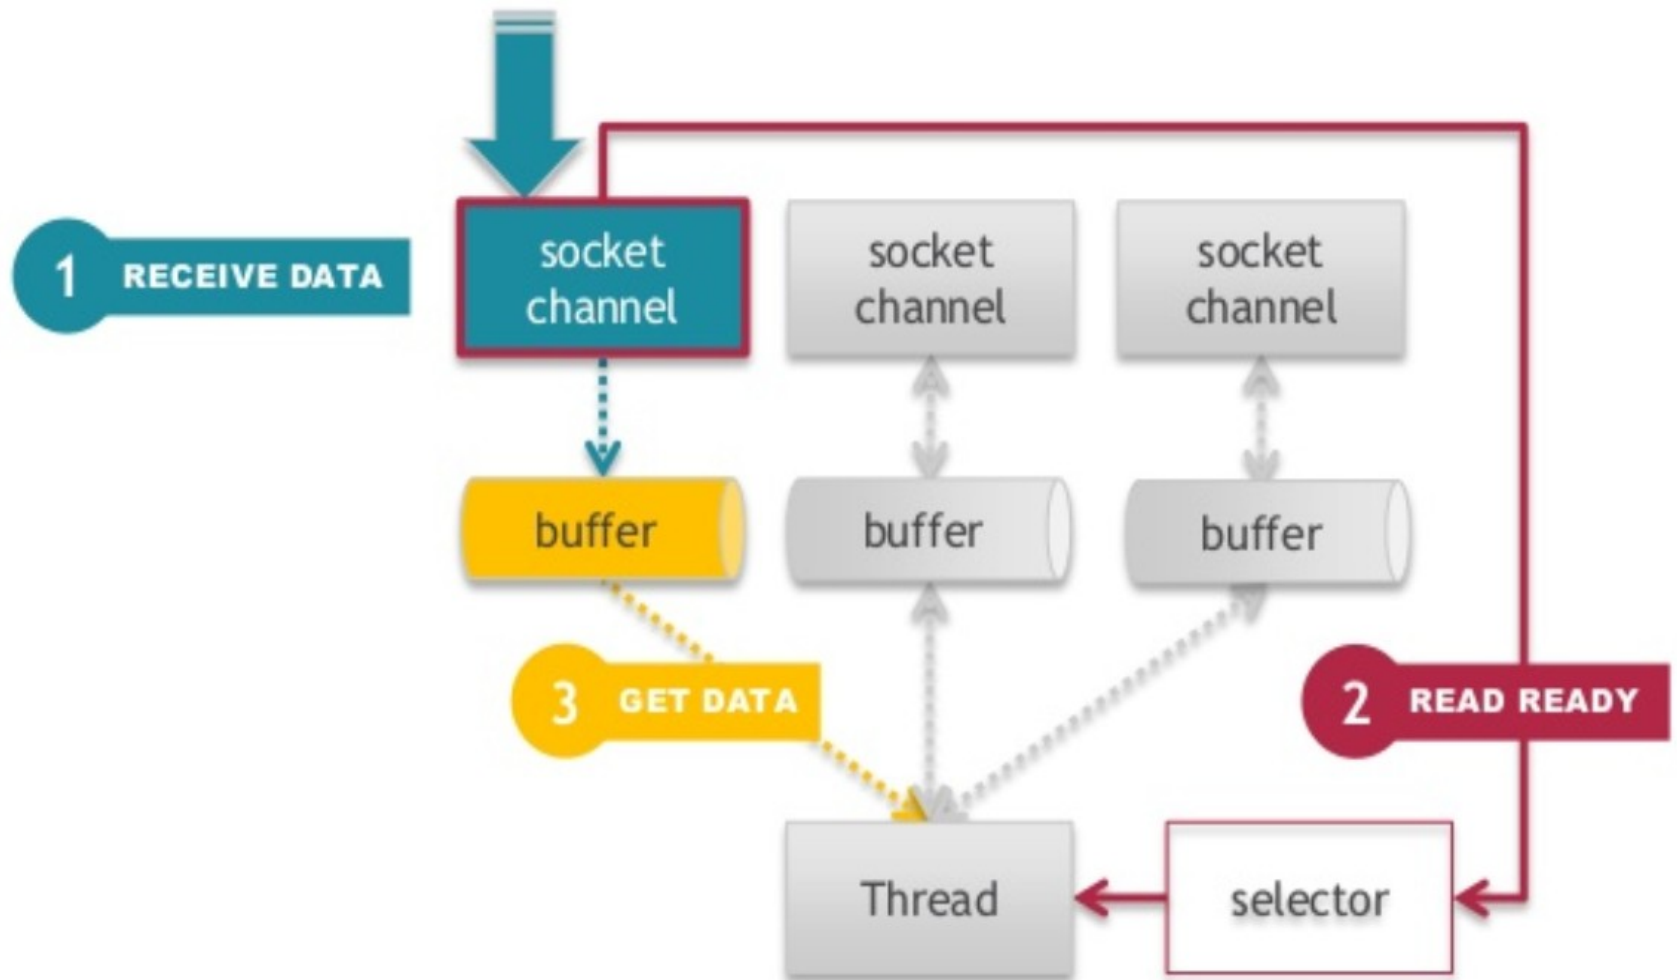 1 RECEIVE DATA
socket
channel
socket
channel
socket
channel
buffer
buffer
buffer
3 GET DATA
2 READ READY
Thread
selector